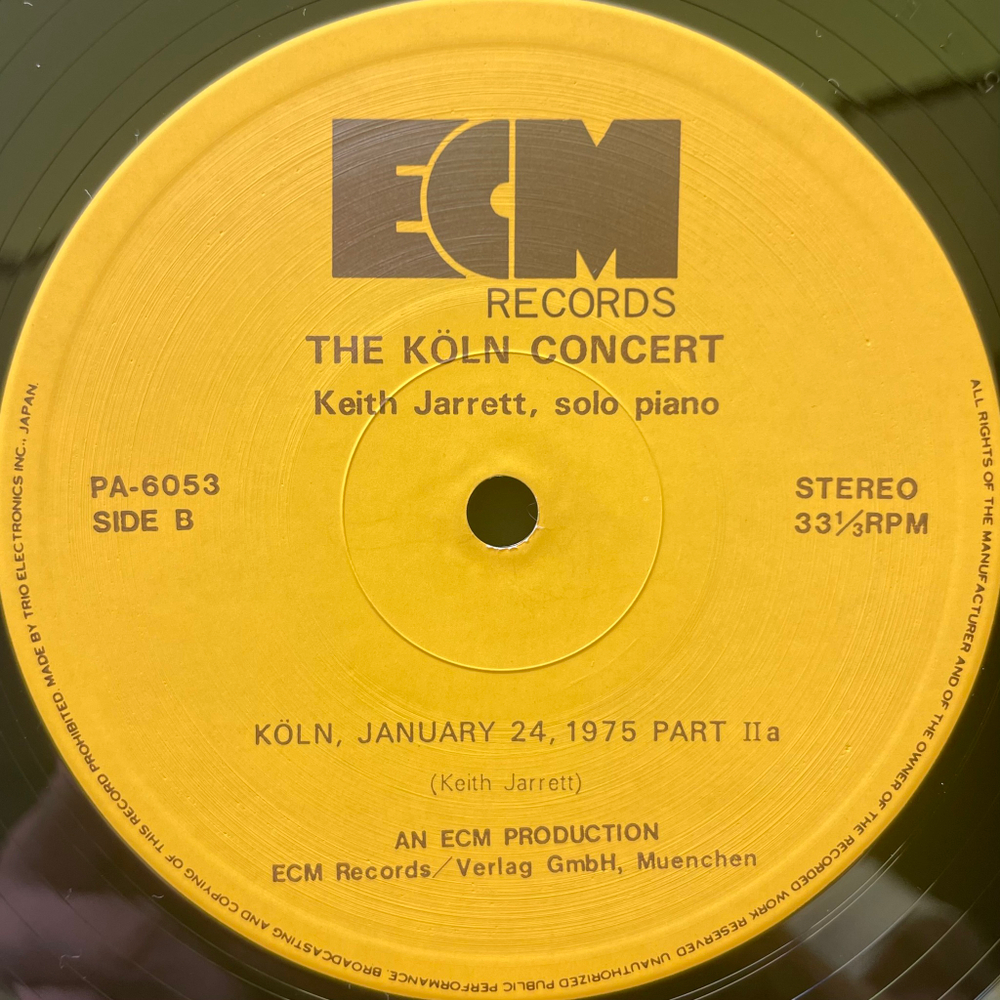 ECM
RECORDS
THE KÖLN CONCERT
Keith Jarrett, solo piano
PA-6053
SIDE B
STEREO
33⅓RPM
KÖLN, JANUARY 24, 1975 PART IIa
(Keith Jarrett)
AN ECM PRODUCTION
ECM Records/Verlag GmbH, Muenchen
ALL RIGHTS OF THE MANUFACTURER AND OF THE OWNER OF THE RECORDED WORK RESERVED. UNAUTHORIZED PUBLIC PERFORMANCE. BROADCASTING AND COPYING OF THIS RECORD PROHIBITED. MADE BY TRIO ELECTRONICS INC., JAPAN.